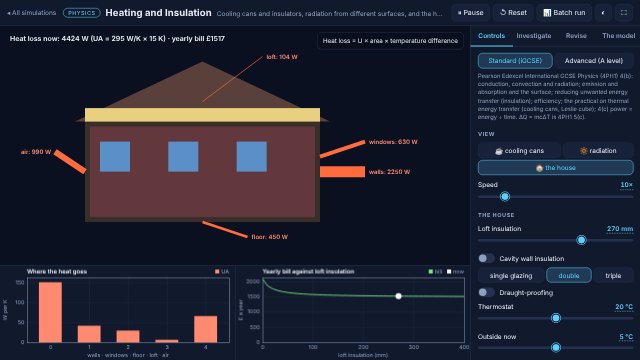 ◂ All simulations
PHYSICS
Heating and Insulation
Cooling cans and insulators, radiation from different surfaces, and the h...
Pause
Reset
Batch run
Heat loss now: 4424 W (UA = 295 W/K × 15 K) · yearly bill £1517
Heat loss = U × area × temperature difference
loft: 104 W
air: 990 W
windows: 630 W
walls: 2250 W
floor: 450 W
Where the heat goes
UA
W per K
150
100
50
0
0 1 2 3 4
walls · windows · floor · loft · air
Yearly bill against loft insulation
bill
now
£ a year
2000
1500
1000
500
0
0 100 200 300 400
loft insulation (mm)
Controls
Investigate
Revise
The model
Standard (iGCSE)
Advanced (A level)
Pearson Edexcel International GCSE Physics (4PH1) 4(b):
conduction, convection and radiation; emission and
absorption and the surface; reducing unwanted energy
transfer (insulation); efficiency; the practical on thermal
energy transfer (cooling cans, Leslie cube); 4(c) power =
energy ÷ time. ΔQ = mcΔT in 4PH1 5(c).
VIEW
cooling cans
radiation
the house
Speed
10×
THE HOUSE
Loft insulation
270 mm
Cavity wall insulation
single glazing
double
triple
Draught-proofing
Thermostat
20 °C
Outside now
5 °C